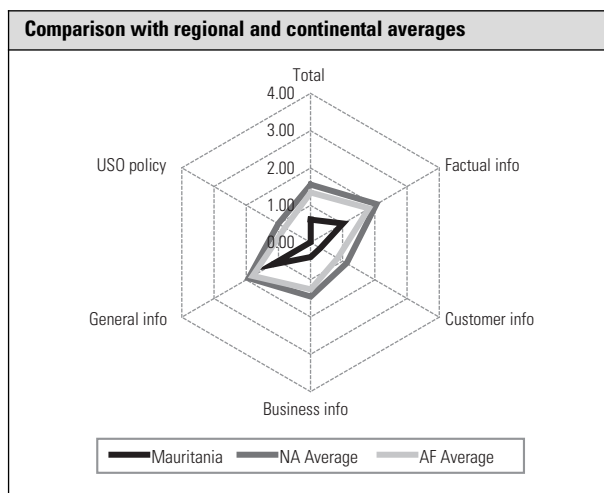 Comparison with regional and continental averages
Total
4.00
3.00
2.00
1.00
0.00
USO policy
Factual info
General info
Customer info
Business info
Mauritania
NA Average
AF Average